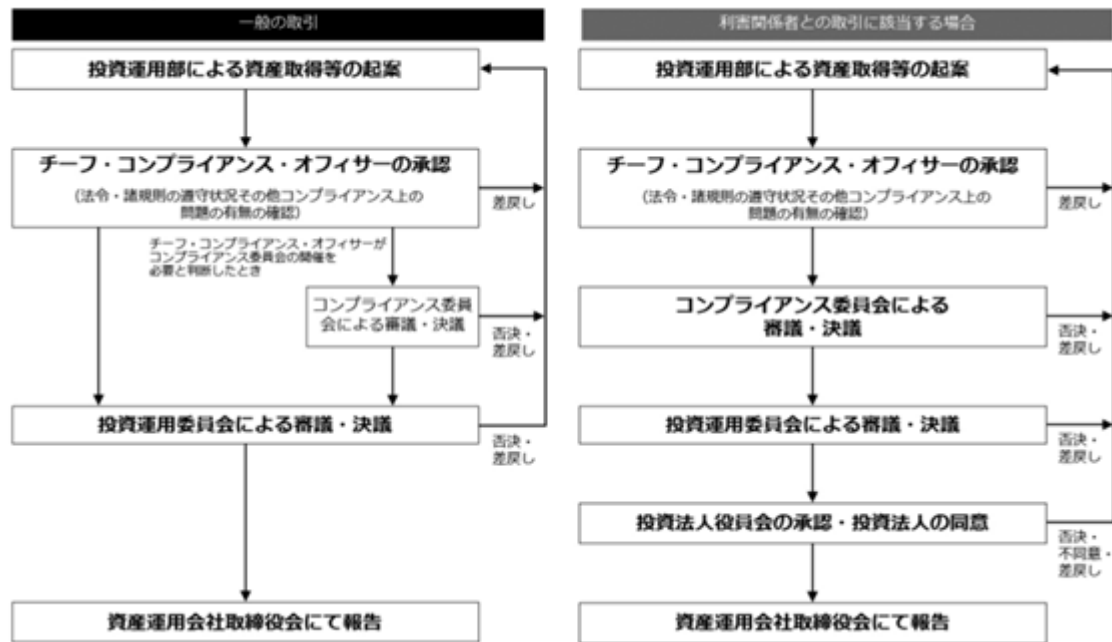 一般の取引
投資運用部による資産取得等の起案
チーフ・コンプライアンス・オフィサーの承認
（法令・諸規則の遵守状況その他コンプライアンス上の
問題の有無の確認）
差戻し
チーフ・コンプライアンス・オフィサーが
コンプライアンス委員会の開催を
必要と判断したとき
コンプライアンス委員
会による審議・決議
否決・
差戻し
投資運用委員会による審議・決議
否決・
差戻し
資産運用会社取締役会にて報告
利害関係者との取引に該当する場合
投資運用部による資産取得等の起案
チーフ・コンプライアンス・オフィサーの承認
（法令・諸規則の遵守状況その他コンプライアンス上の
問題の有無の確認）
差戻し
コンプライアンス委員会による
審議・決議
否決・
差戻し
投資運用委員会による審議・決議
否決・
差戻し
投資法人役員会の承認・投資法人の同意
否決・
不同意・
差戻し
資産運用会社取締役会にて報告